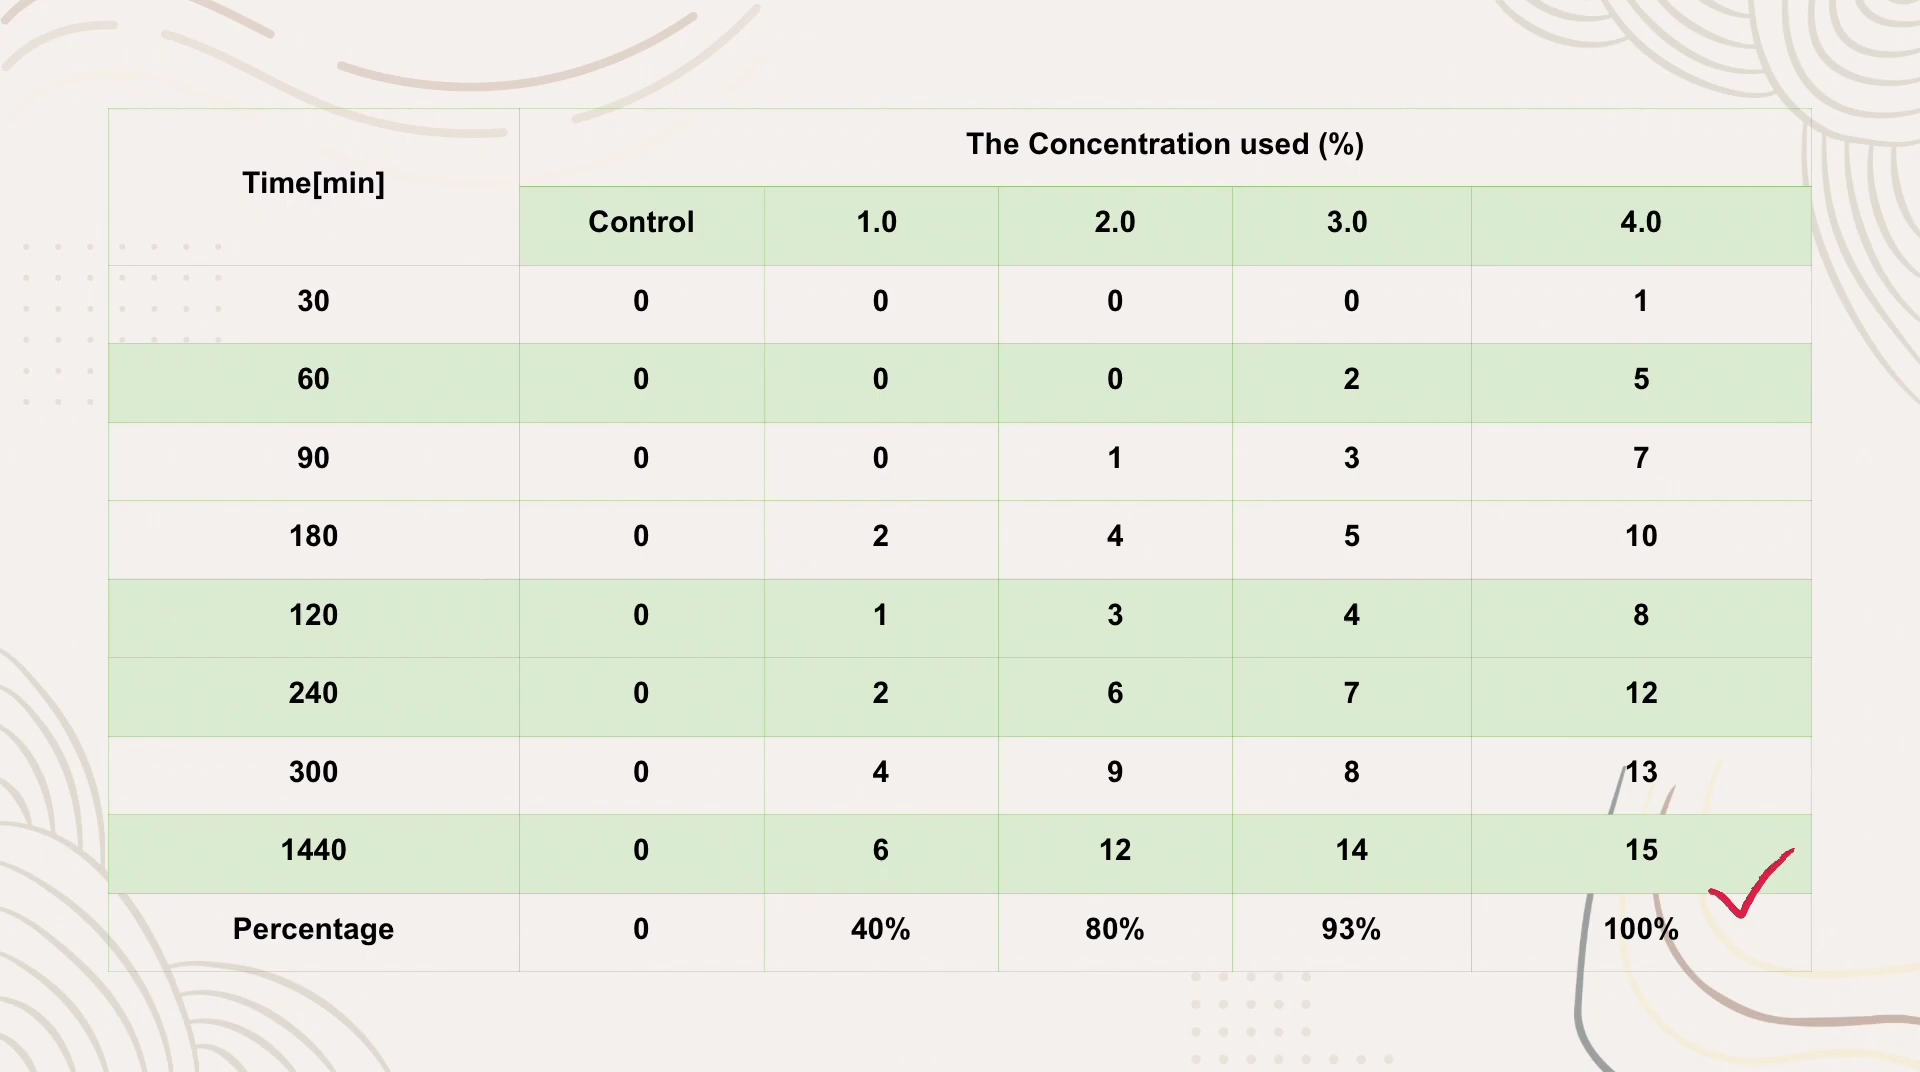 The Concentration used (%)
Time[min]
Control 1.0 2.0 3.0 4.0
30 0 0 0 0 1
60 0 0 0 2 5
90 0 0 1 3 7
180 0 2 4 5 10
120 0 1 3 4 8
240 0 2 6 7 12
300 0 4 9 8 13
1440 0 6 12 14 15
Percentage 0 40% 80% 93% 100%